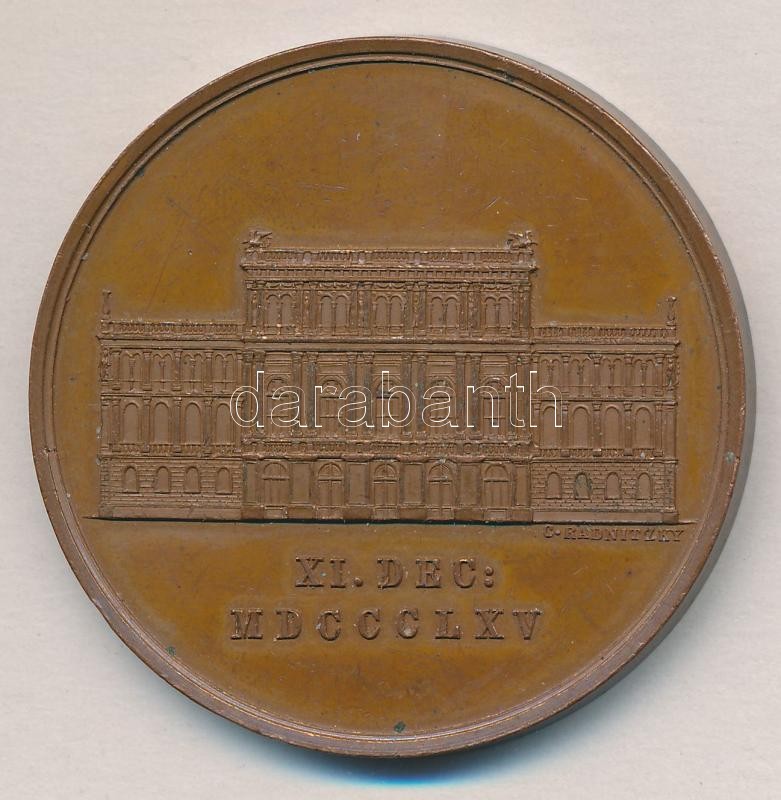 darabanth
C·RADNITZKY
XI. DEC:
MDCCCLXV